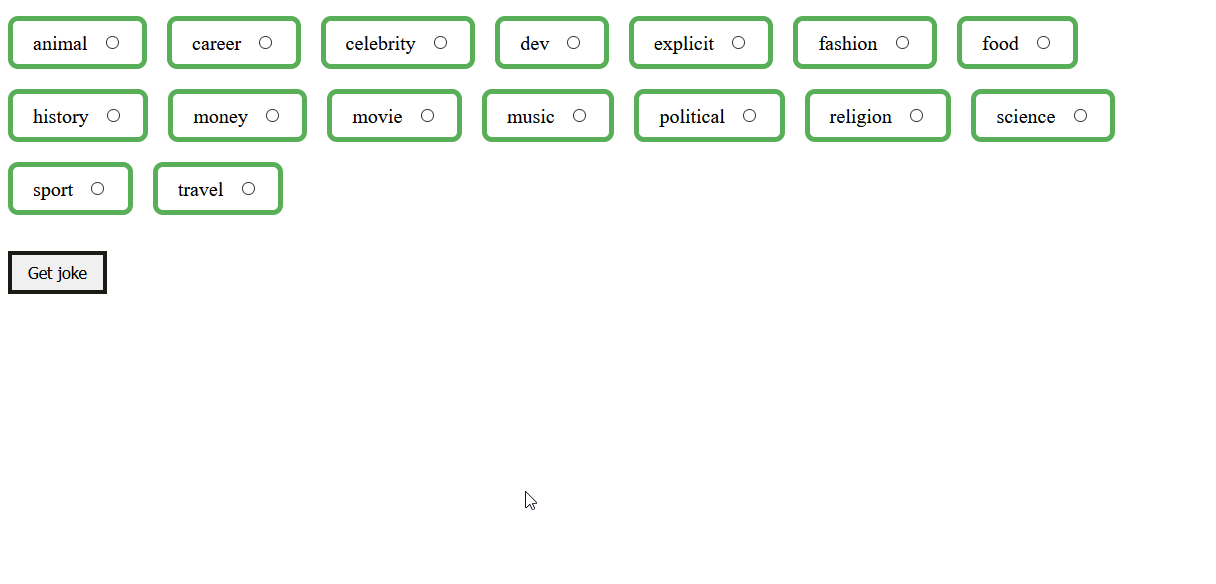 animal career celebrity dev explicit fashion food
history money movie music political religion science
sport travel
Get joke